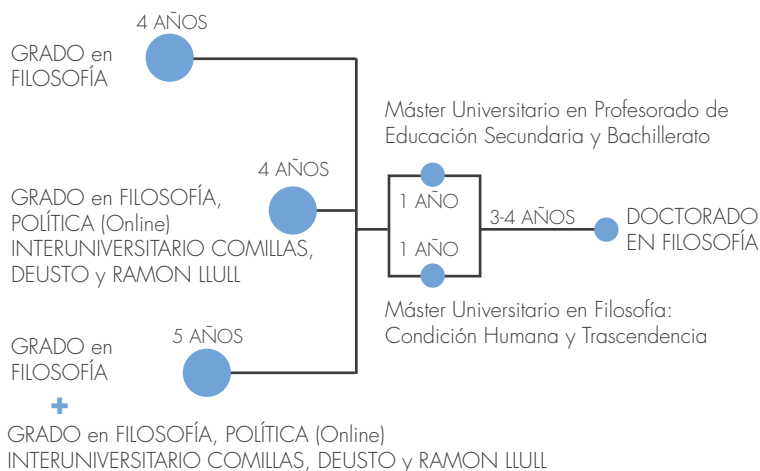 4 AÑOS
GRADO en
FILOSOFÍA
Máster Universitario en Profesorado de
Educación Secundaria y Bachillerato
4 AÑOS
GRADO en FILOSOFÍA,
POLÍTICA (Online)
INTERUNIVERSITARIO COMILLAS,
DEUSTO y RAMON LLULL
1 AÑO
1 AÑO
3-4 AÑOS
DOCTORADO
EN FILOSOFÍA
Máster Universitario en Filosofía:
Condición Humana y Trascendencia
5 AÑOS
GRADO en
FILOSOFÍA
+
GRADO en FILOSOFÍA, POLÍTICA (Online)
INTERUNIVERSITARIO COMILLAS, DEUSTO y RAMON LLULL